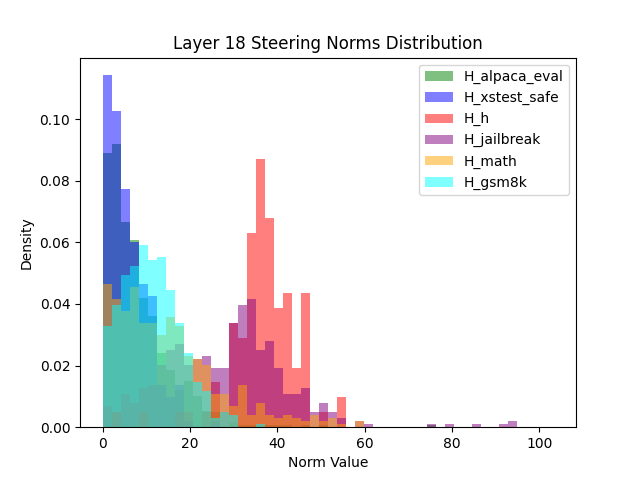 Layer 18 Steering Norms Distribution
H_alpaca_eval
H_xstest_safe
H_h
H_jailbreak
H_math
H_gsm8k
Density
0.10
0.08
0.06
0.04
0.02
0.00
0
20
40
60
80
100
Norm Value